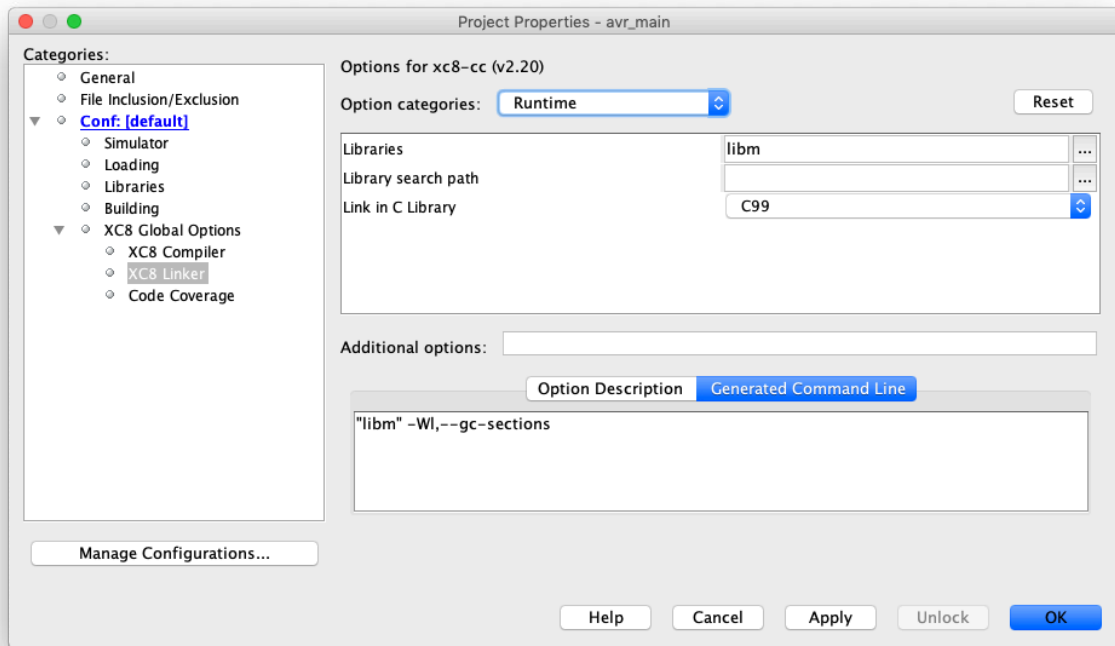 Project Properties - avr_main
Categories:
General
File Inclusion/Exclusion
Conf: [default]
Simulator
Loading
Libraries
Building
XC8 Global Options
XC8 Compiler
XC8 Linker
Code Coverage
Manage Configurations...
Options for xc8-cc (v2.20)
Option categories: Runtime Reset
Libraries libm ...
Library search path ...
Link in C Library C99
Additional options:
Option Description Generated Command Line
"libm" -Wl,--gc-sections
Help Cancel Apply Unlock OK